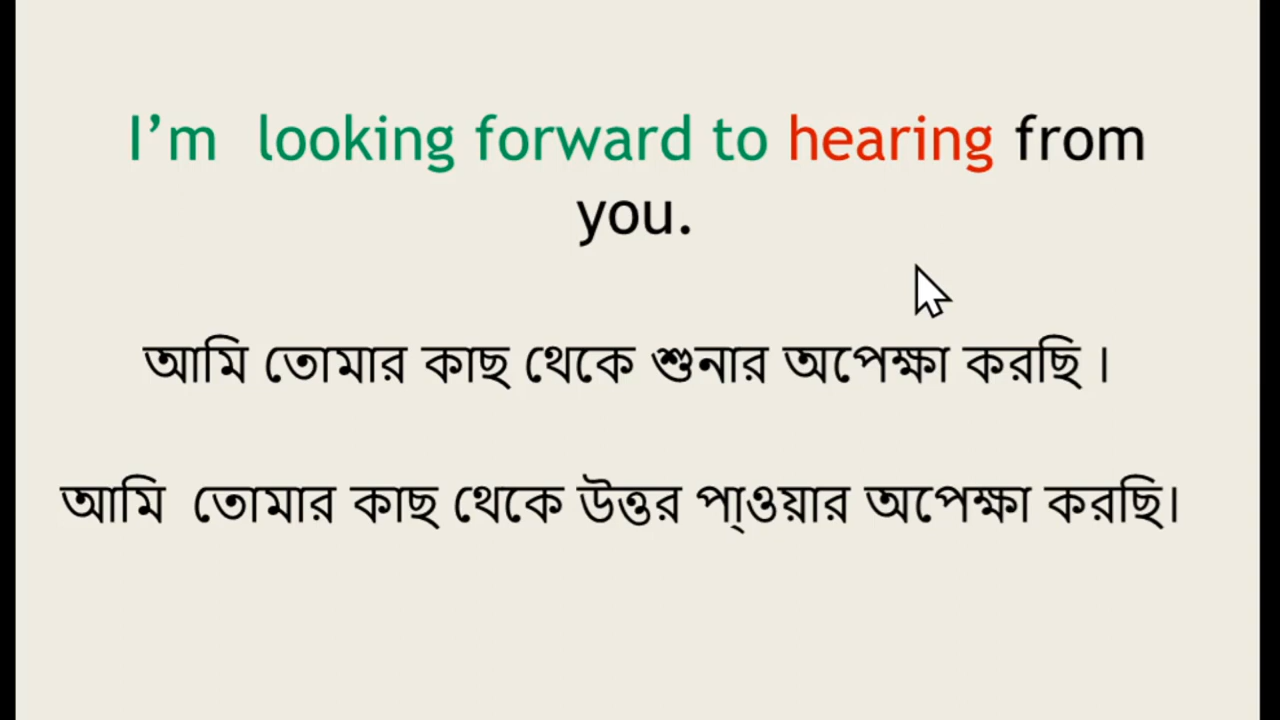 I’m looking forward to hearing from
you.
আমি তোমার কাছ থেকে শুনার অপেক্ষা করছি ।
আমি তোমার কাছ থেকে উত্তর পা্ওয়ার অপেক্ষা করছি।